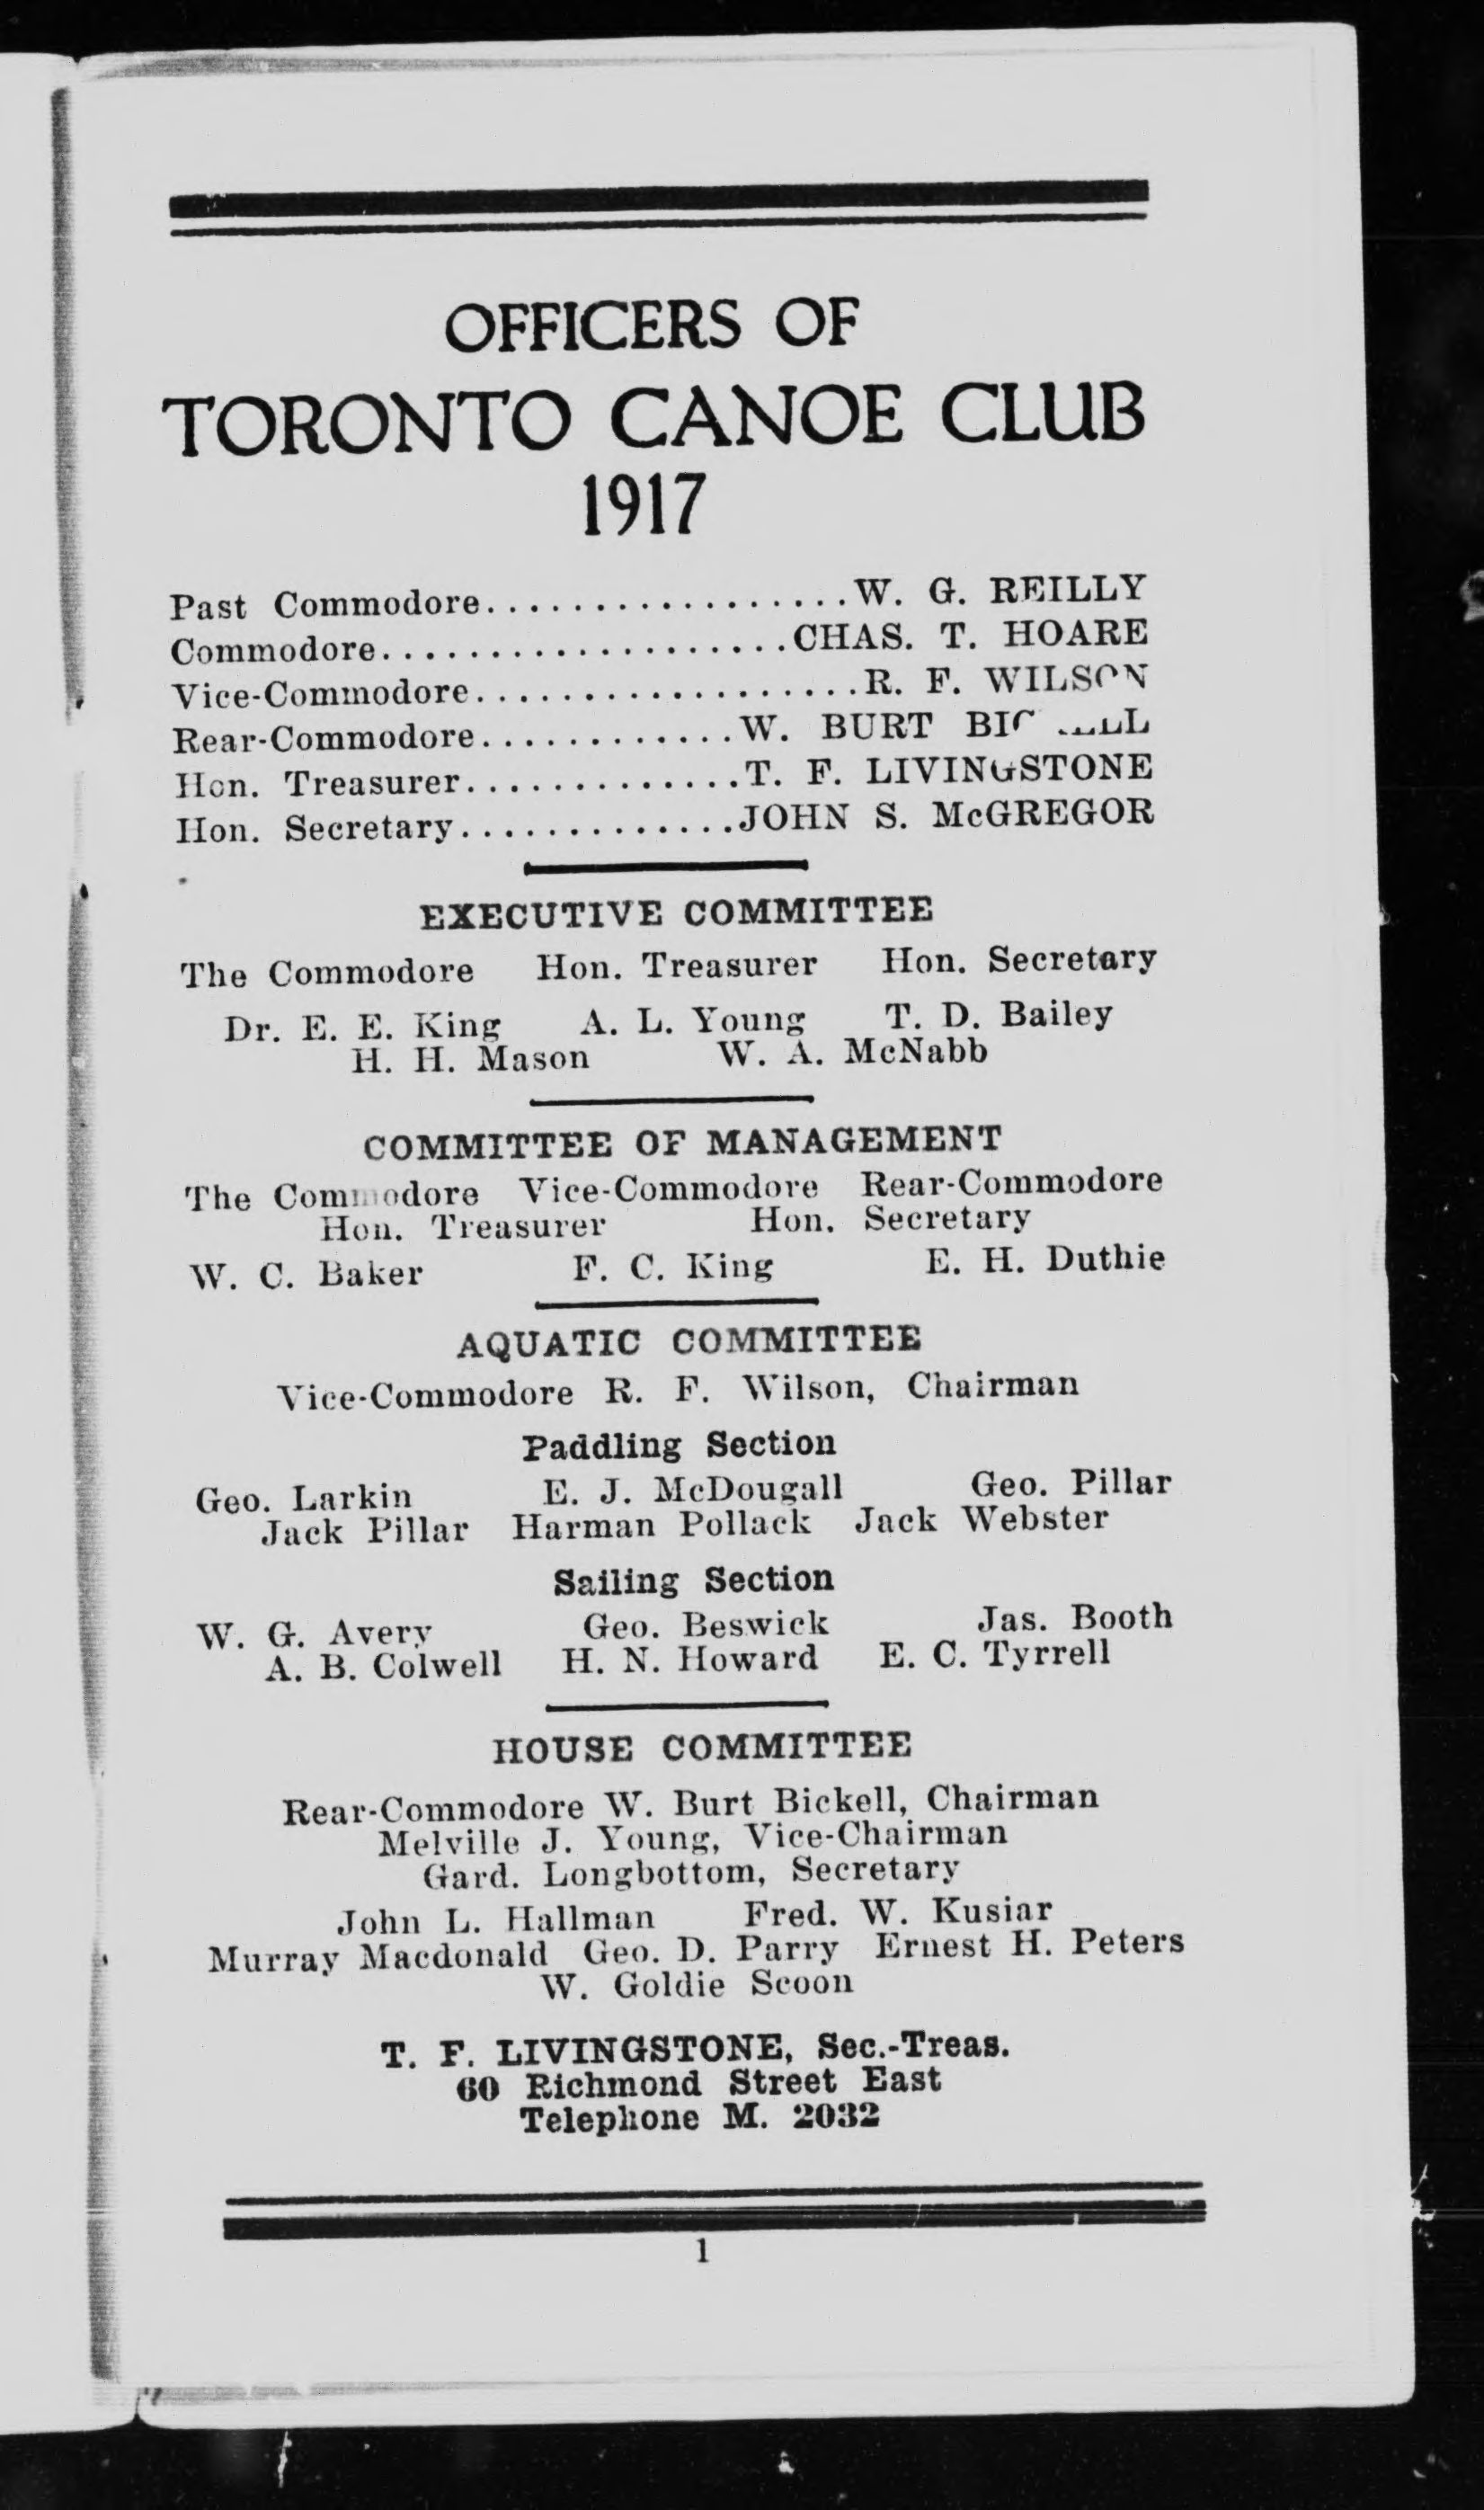 OFFICERS OF
TORONTO CANOE CLUB
1917
Past Commodore.................W. G. REILLY
Commodore...................CHAS. T. HOARE
Vice-Commodore..................R. F. WILSON
Rear-Commodore............W. BURT
Hon. Treasurer.............T. F. LIVINGSTONE
Hon. Secretary.............JOHN S. McGREGOR
EXECUTIVE COMMITTEE
The Commodore Hon. Treasurer Hon. Secretary
Dr. E. E. King A. L. Young T. D. Bailey
H. H. Mason W. A. McNabb
COMMITTEE OF MANAGEMENT
The Commodore Vice-Commodore Rear-Commodore
Hon. Treasurer Hon. Secretary
W. C. Baker F. C. King E. H. Duthie
AQUATIC COMMITTEE
Vice-Commodore R. F. Wilson, Chairman
Paddling Section
Geo. Larkin E. J. McDougall Geo. Pillar
Jack Pillar Harman Pollack Jack Webster
Sailing Section
W. G. Avery Geo. Beswick Jas. Booth
A. B. Colwell H. N. Howard E. C. Tyrrell
HOUSE COMMITTEE
Rear-Commodore W. Burt Bickell, Chairman
Melville J. Young, Vice-Chairman
Gard. Longbottom, Secretary
John L. Hallman Fred. W. Kusiar
Murray Macdonald Geo. D. Parry Ernest H. Peters
W. Goldie Scoon
T. F. LIVINGSTONE, Sec.-Treas.
60 Richmond Street East
Telephone M. 2032
1